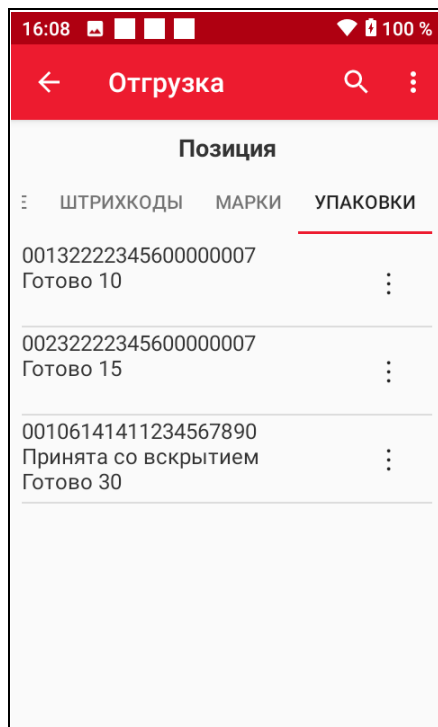 16:08 100 %
Отгрузка
Позиция
Е ШТРИХКОДЫ МАРКИ УПАКОВКИ
00132222345600000007
Готово 10
00232222345600000007
Готово 15
00106141411234567890
Принята со вскрытием
Готово 30